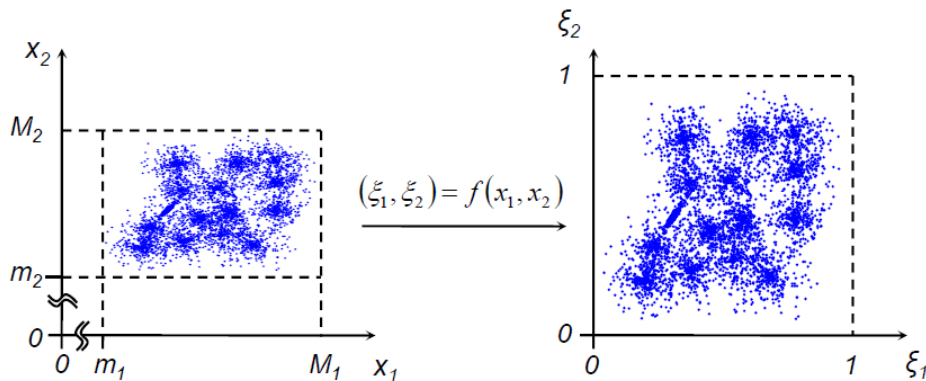 x₂
M₂
m₂
0
0
m₁
M₁
x₁
(ξ₁, ξ₂) = f(x₁, x₂)
ξ₂
1
0
0
1
ξ₁